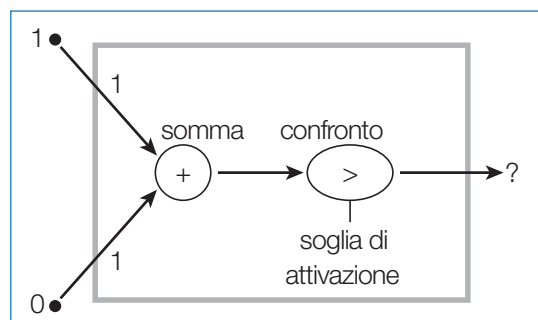 1
1
somma
confronto
+
>
?
soglia di
attivazione
1
0